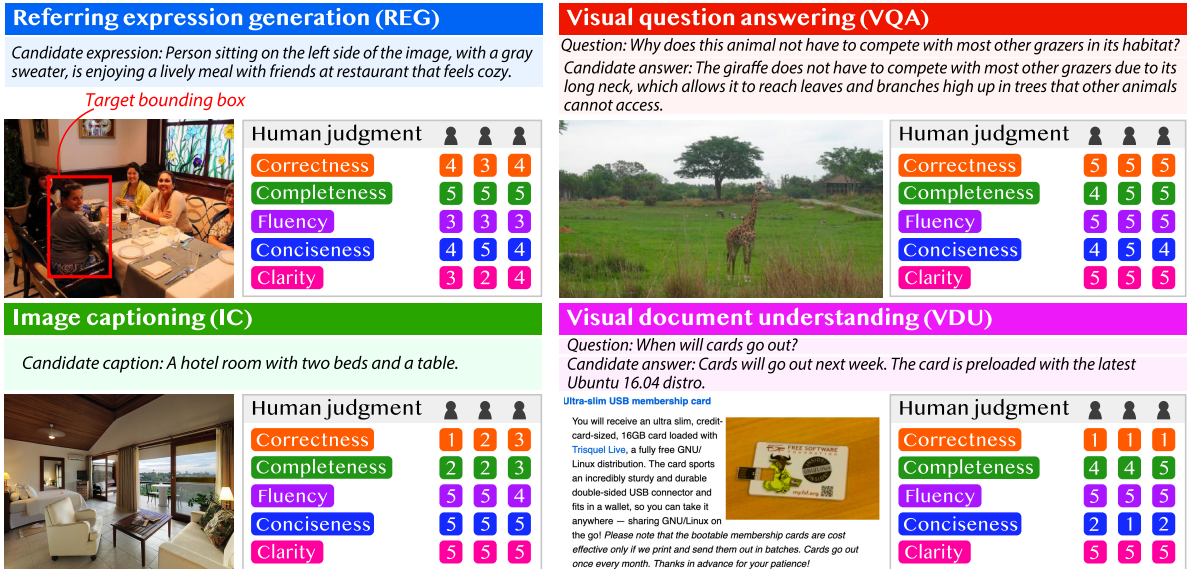 Referring expression generation (REG)
Candidate expression: Person sitting on the left side of the image, with a gray
sweater, is enjoying a lively meal with friends at restaurant that feels cozy.
Target bounding box
Human judgment
Correctness 4 3 4
Completeness 5 5 5
Fluency 3 3 3
Conciseness 4 5 4
Clarity 3 2 4
Visual question answering (VQA)
Question: Why does this animal not have to compete with most other grazers in its habitat?
Candidate answer: The giraffe does not have to compete with most other grazers due to its
long neck, which allows it to reach leaves and branches high up in trees that other animals
cannot access.
Human judgment
Correctness 5 5 5
Completeness 4 5 5
Fluency 5 5 5
Conciseness 4 5 4
Clarity 5 5 5
Image captioning (IC)
Candidate caption: A hotel room with two beds and a table.
Human judgment
Correctness 1 2 3
Completeness 2 2 3
Fluency 5 5 4
Conciseness 5 5 5
Clarity 5 5 5
Visual document understanding (VDU)
Question: When will cards go out?
Candidate answer: Cards will go out next week. The card is preloaded with the latest
Ubuntu 16.04 distro.
Ultra-slim USB membership card
You will receive an ultra slim, credit-
card-sized, 16GB card loaded with
Trisquel Live, a fully free GNU/
Linux distribution. The card sports
an incredibly sturdy and durable
double-sided USB connector and
fits in a wallet, so you can take it
anywhere — sharing GNU/Linux on
the go! Please note that the bootable membership cards are cost
effective only if we print and send them out in batches. Cards go out
once every month. Thanks in advance for your patience!
FREE SOFTWARE
Human judgment
Correctness 1 1 1
Completeness 4 4 5
Fluency 5 5 5
Conciseness 2 1 2
Clarity 5 5 5